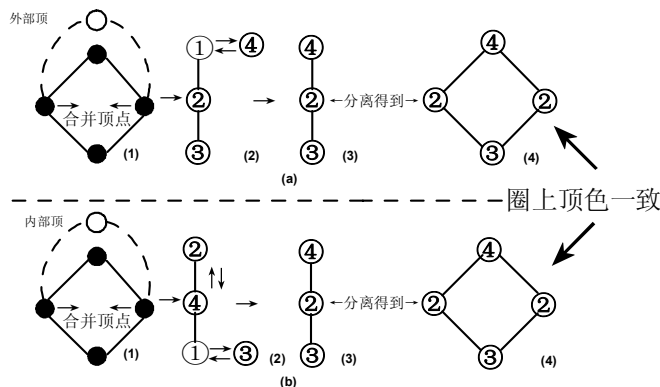 外部顶
① ④ ④ ④
合并顶点 ② ② ←分离得到→ ② ②
(1) ③ (2) ③ (3) ③ (4)
(a)
圈上顶色一致
内部顶
② ④ ④
合并顶点 ④ ② ←分离得到→ ② ②
(1) ① ③ (2) ③ (3) ③ (4)
(b)